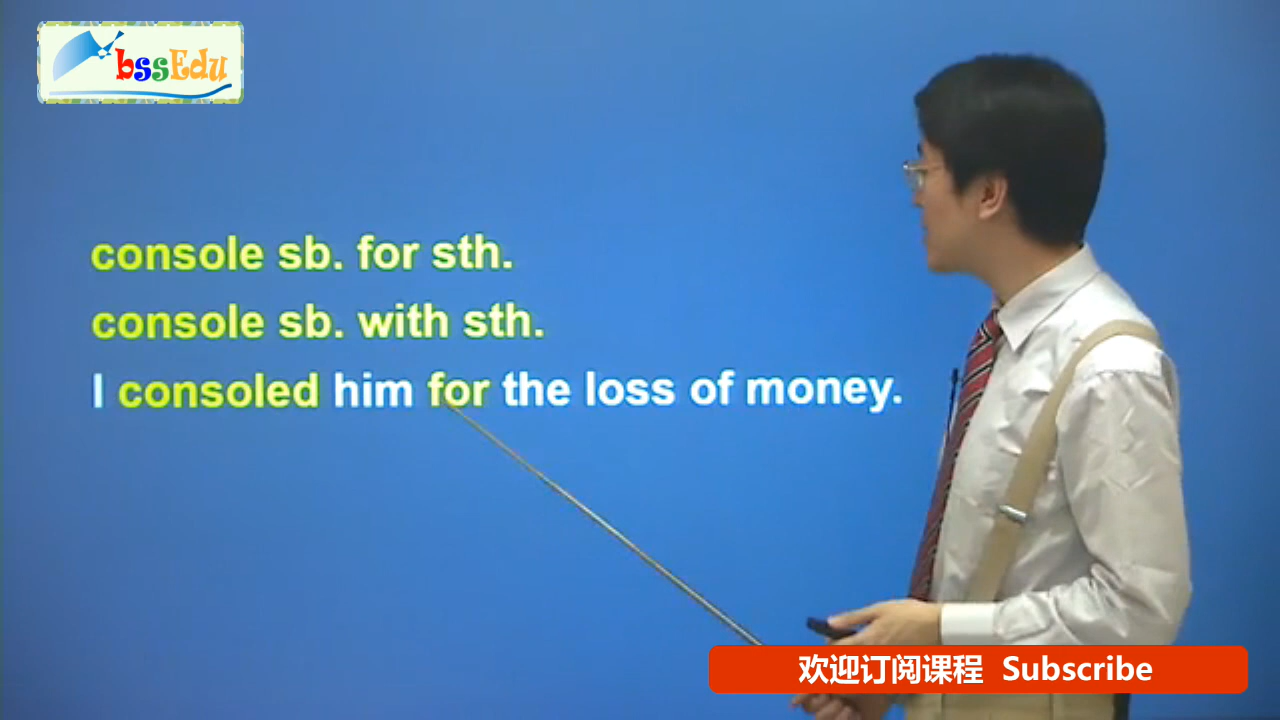 bssEdu
console sb. for sth.
console sb. with sth.
I consoled him for the loss of money.
欢迎订阅课程 Subscribe